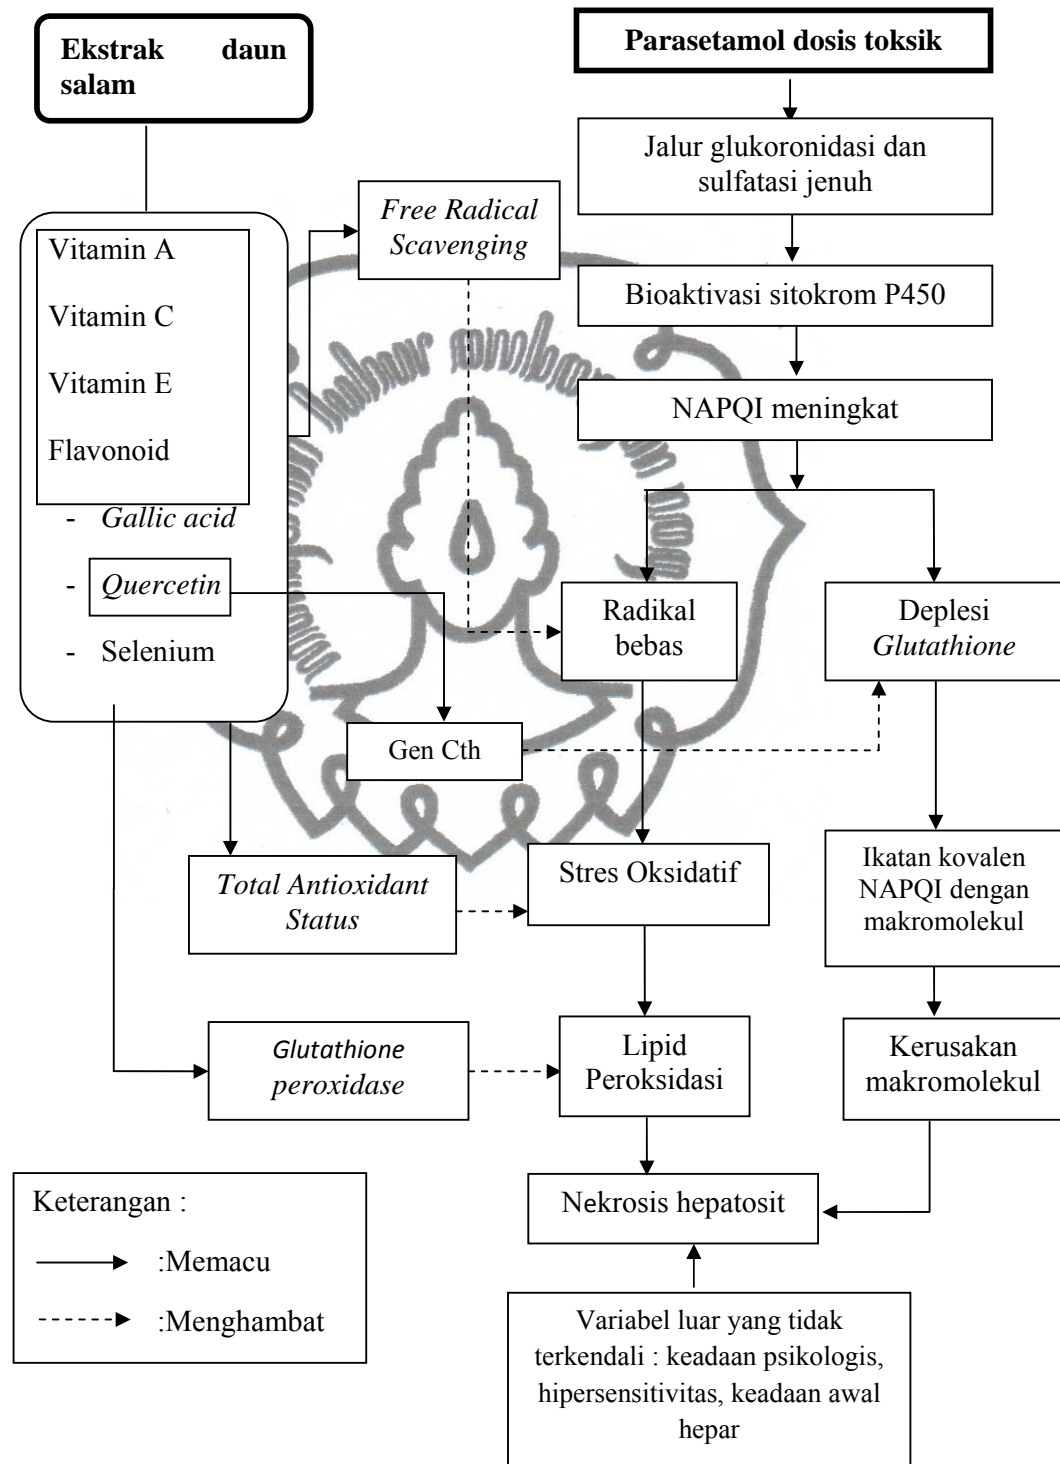 Ekstrak daun
salam
Parasetamol dosis toksik
Jalur glukoronidasi dan
sulfatasi jenuh
Free Radical
Scavenging
Vitamin A
Vitamin C
Vitamin E
Flavonoid
- Gallic acid
- Quercetin
- Selenium
Bioaktivasi sitokrom P450
NAPQI meningkat
Radikal
bebas
Deplesi
Glutathione
Gen Cth
Total Antioxidant
Status
Stres Oksidatif
Ikatan kovalen
NAPQI dengan
makromolekul
Glutathione
peroxidase
Lipid
Peroksidasi
Kerusakan
makromolekul
Nekrosis hepatosit
Keterangan :
:Memacu
:Menghambat
Variabel luar yang tidak
terkendali : keadaan psikologis,
hipersensitivitas, keadaan awal
hepar